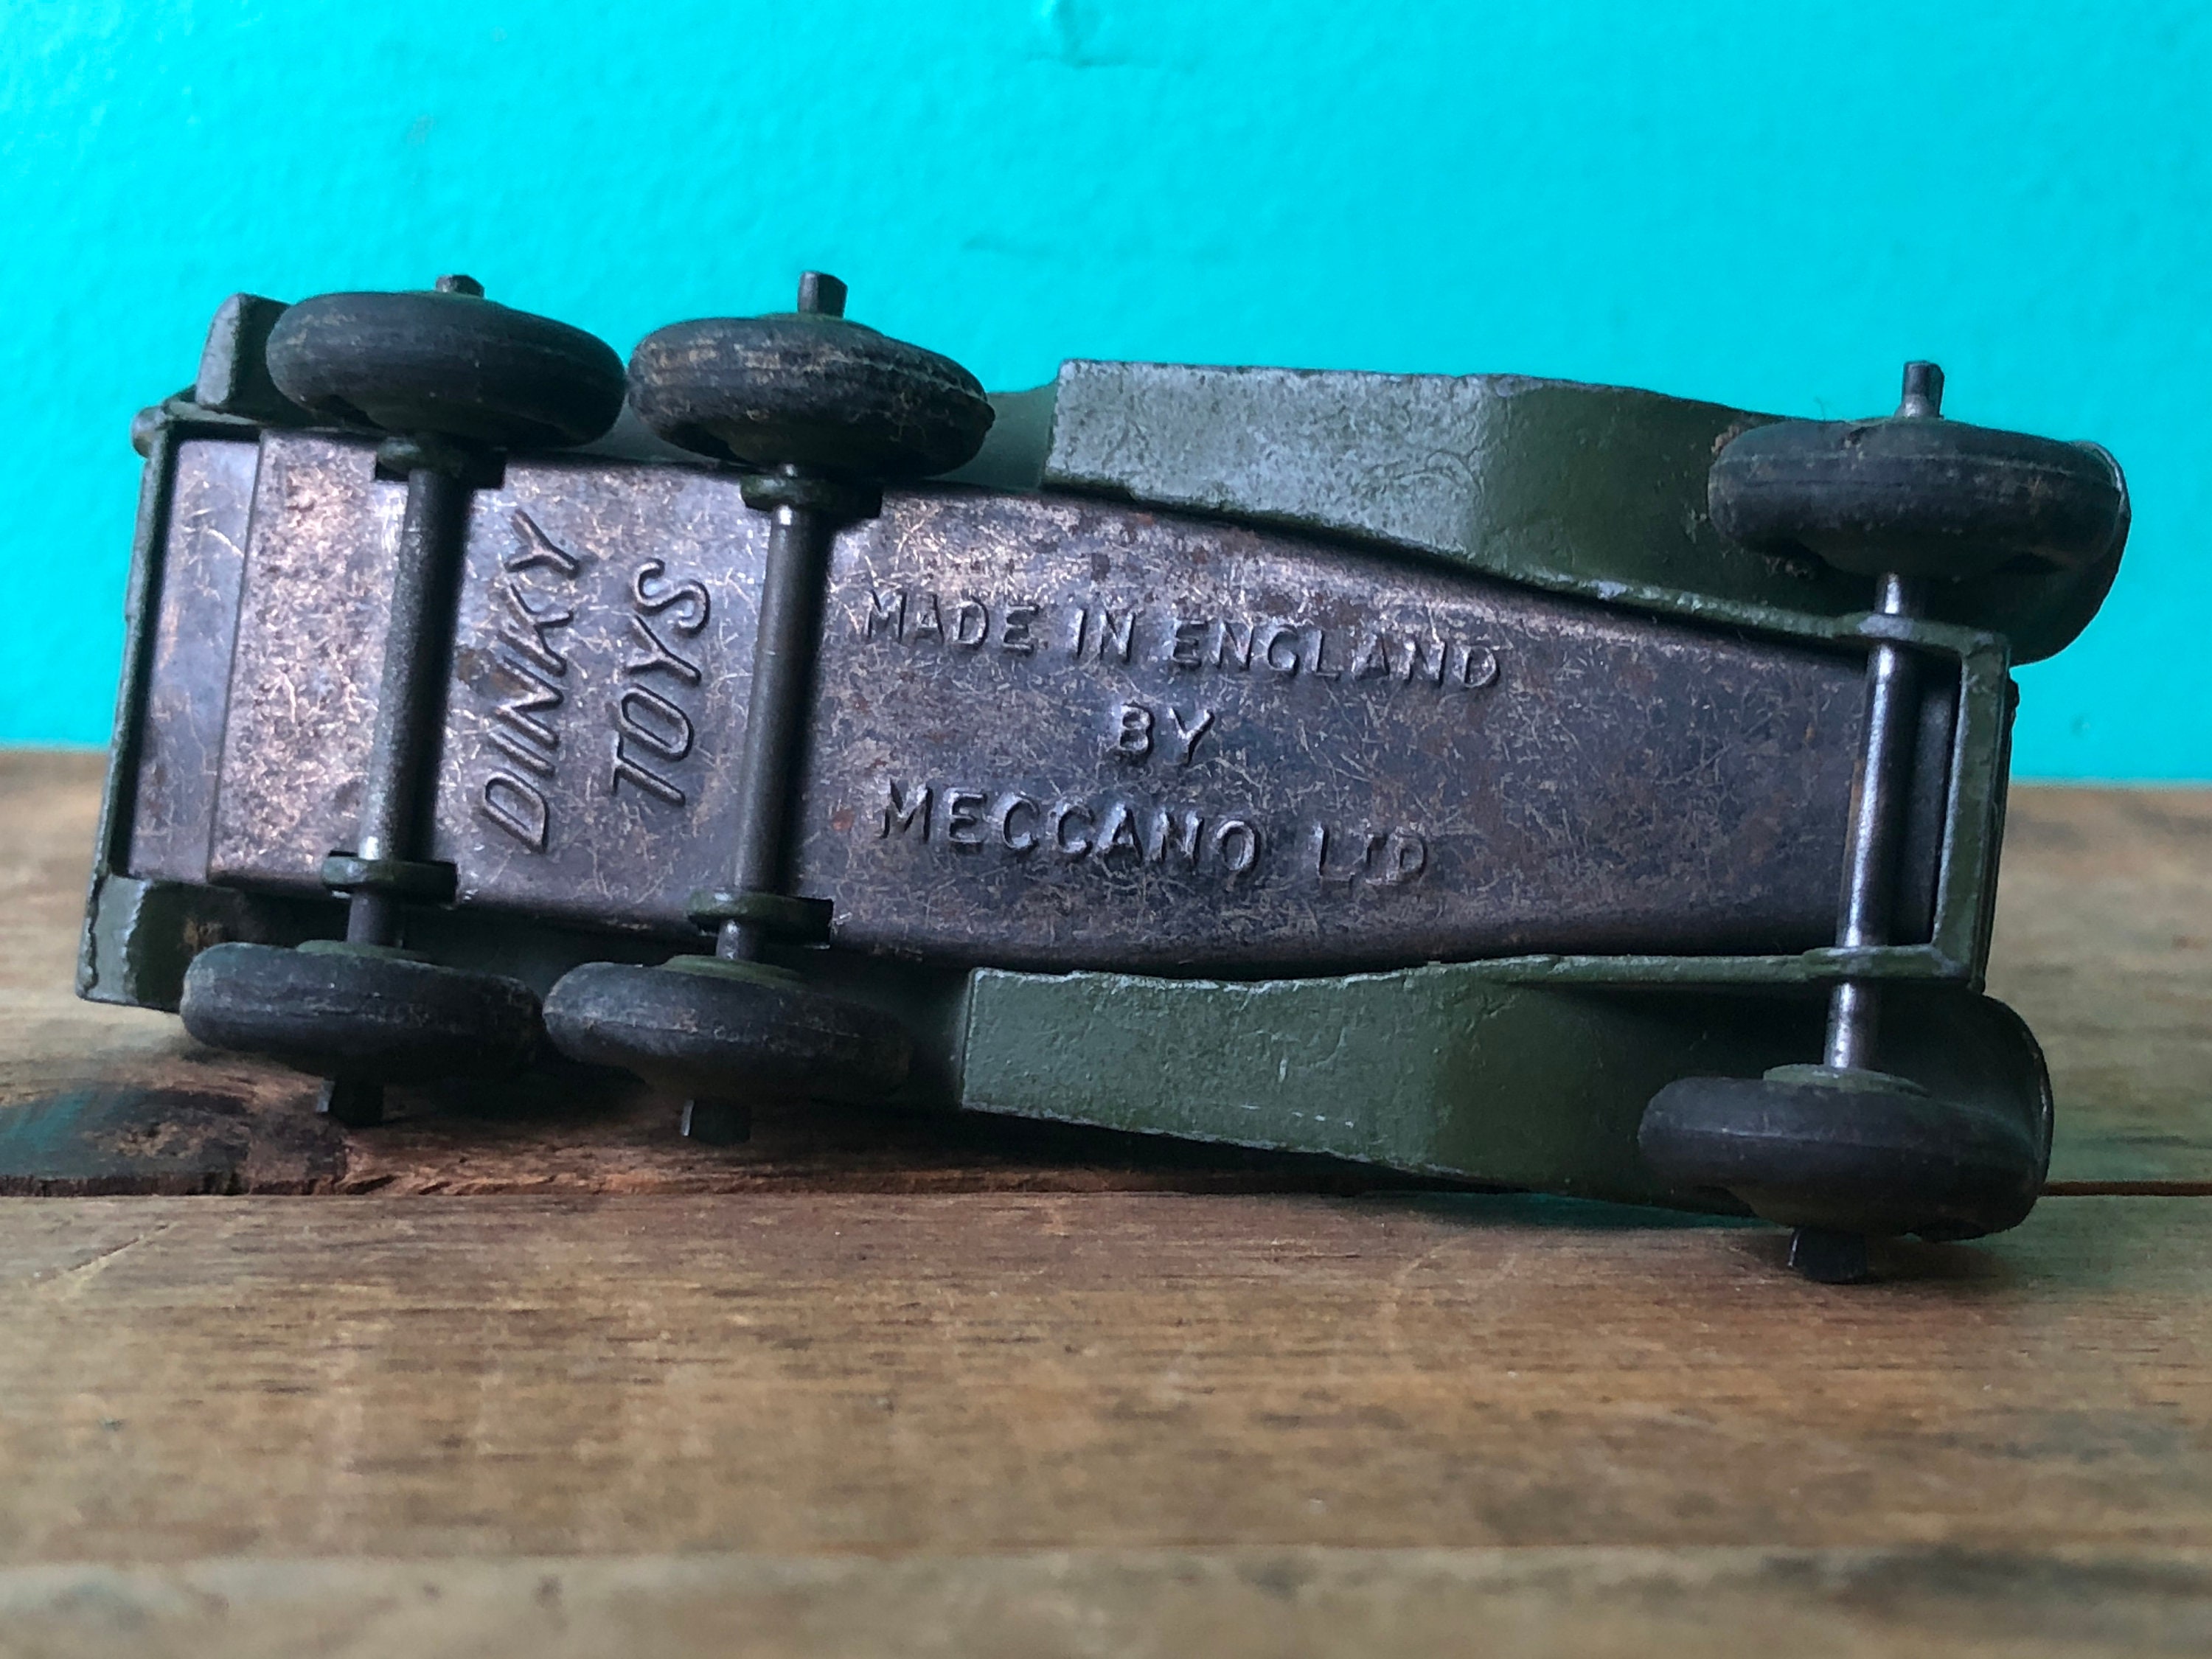 DINKY
TOYS
MADE IN ENGLAND
BY
MECCANO LTD